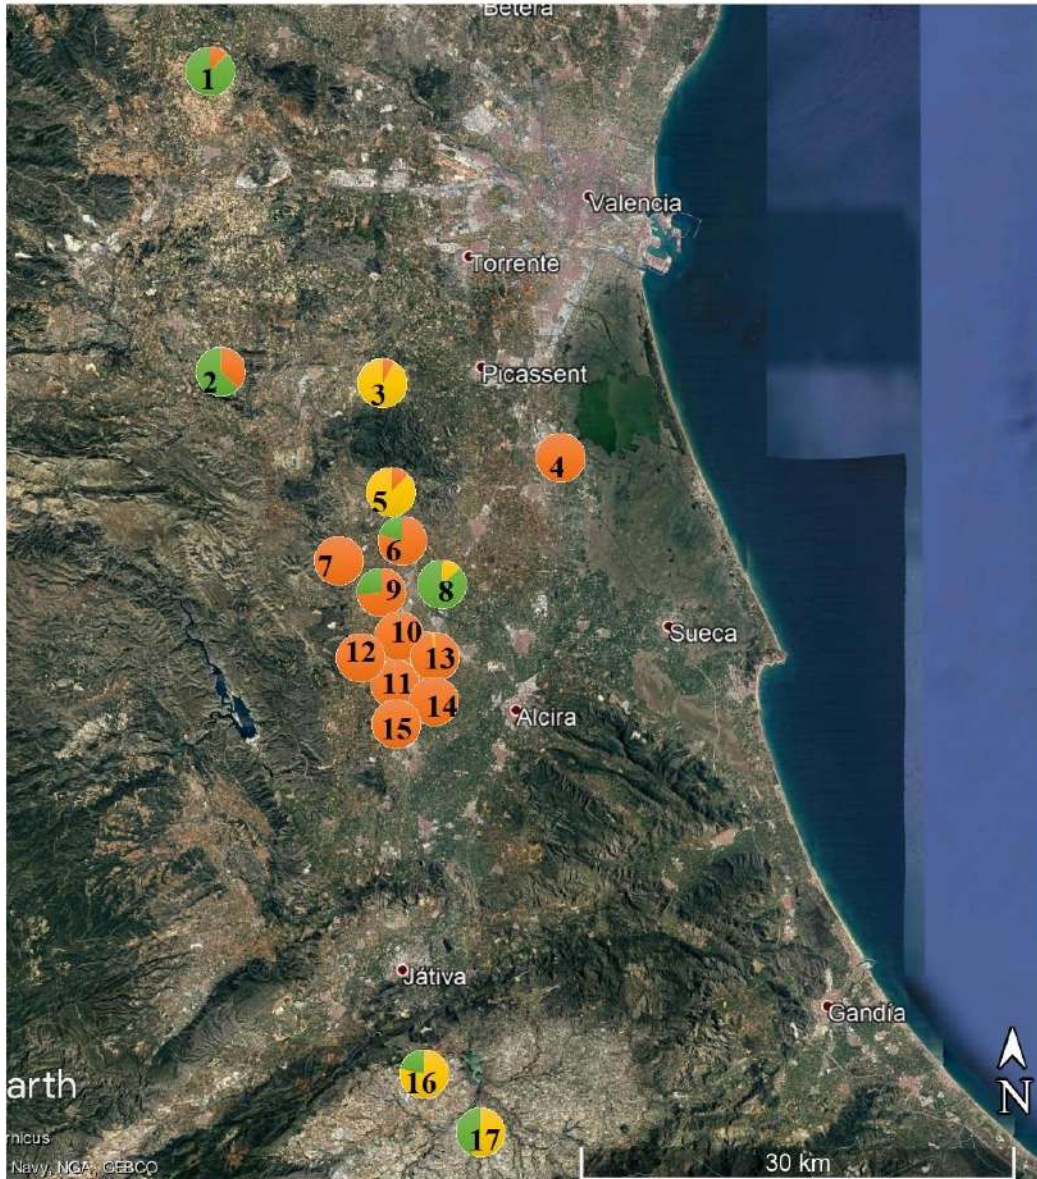 Bétera
1
Valencia
Torrente
2
3
Picassent
4
5
6
7
8
9
10
Sueca
12
13
11
14
Alcira
15
Játiva
Gandía
16
arth
N
17
rnicus
Navy, NGA, GEBCO
30 km